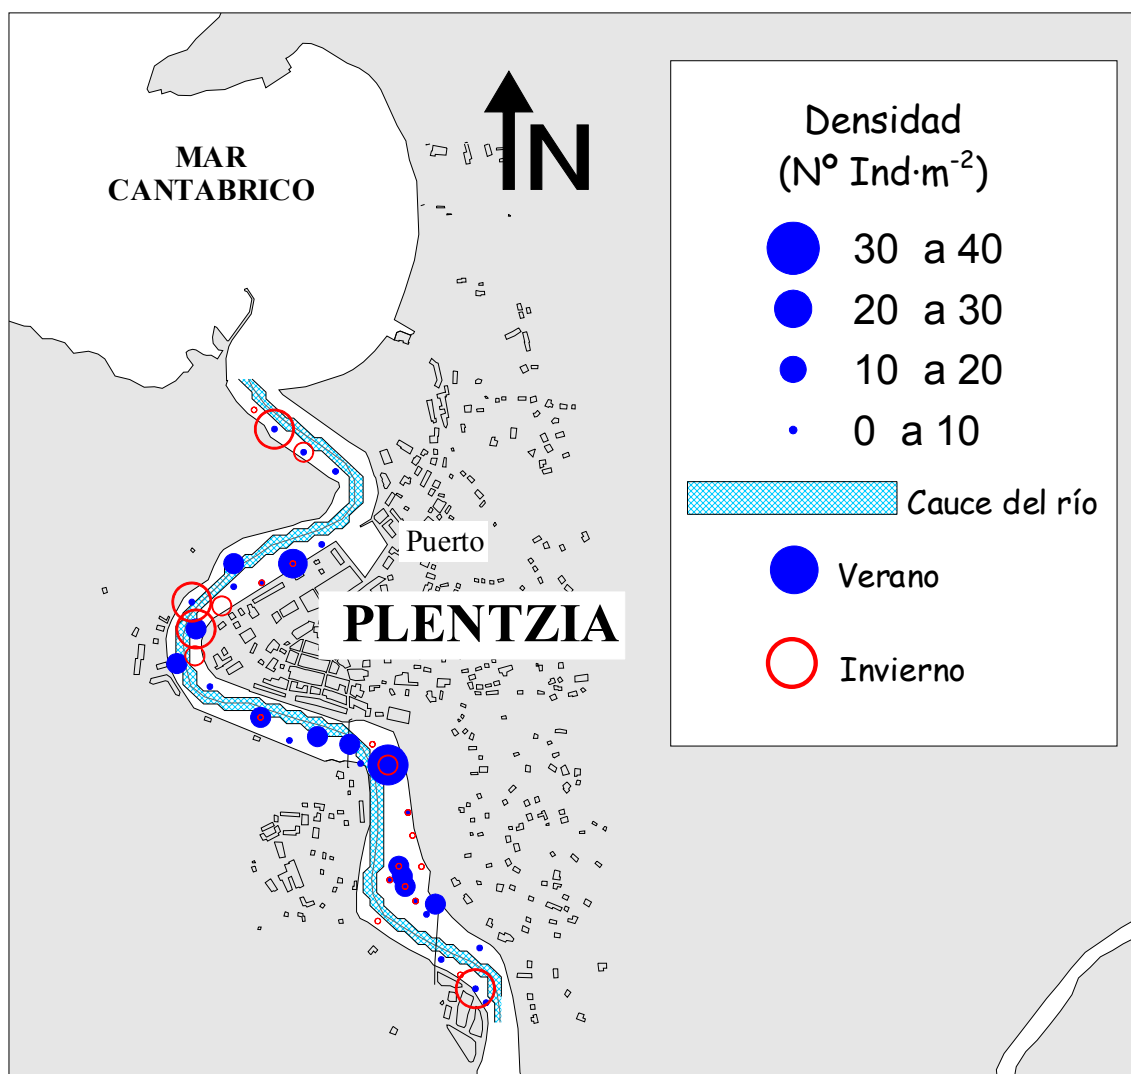 MAR
CANTABRICO
N
Densidad
(Nº Ind·m⁻²)
30 a 40
20 a 30
10 a 20
0 a 10
Cauce del río
Verano
Invierno
Puerto
PLENTZIA